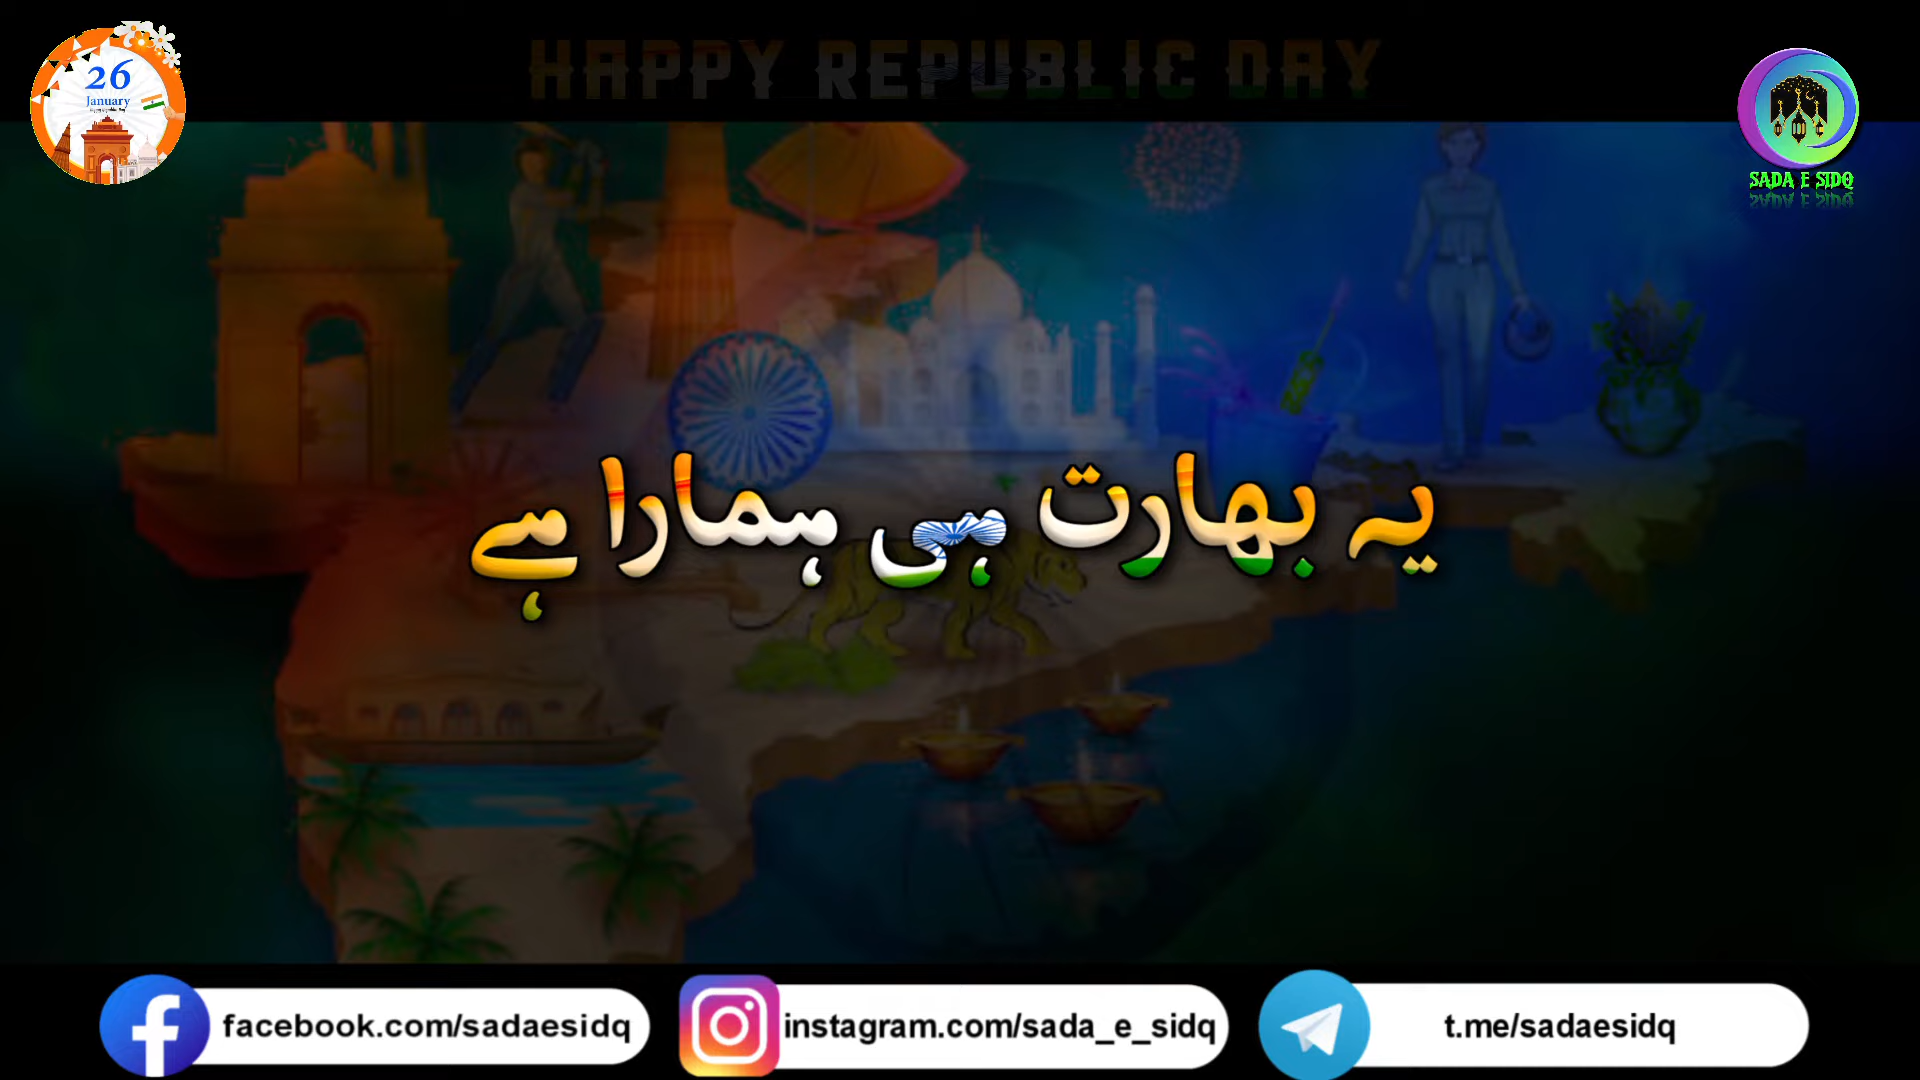 HAPPY REPUBLIC DAY
26
January
SADA E SIDQ
یہ بھارت ہی ہمارا ہے
facebook.com/sadaesidq
instagram.com/sada_e_sidq
t.me/sadaesidq